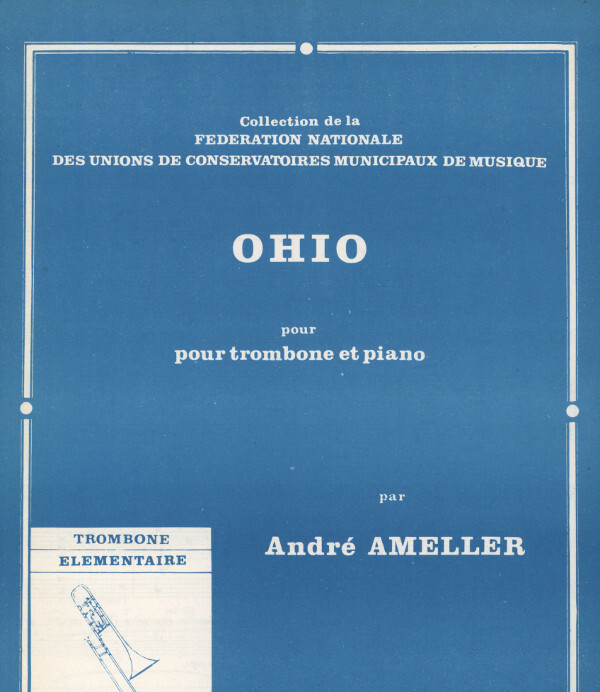 Collection de la
FEDERATION NATIONALE
DES UNIONS DE CONSERVATOIRES MUNICIPAUX DE MUSIQUE
OHIO
pour
pour trombone et piano
par
André AMELLER
TROMBONE
ELEMENTAIRE